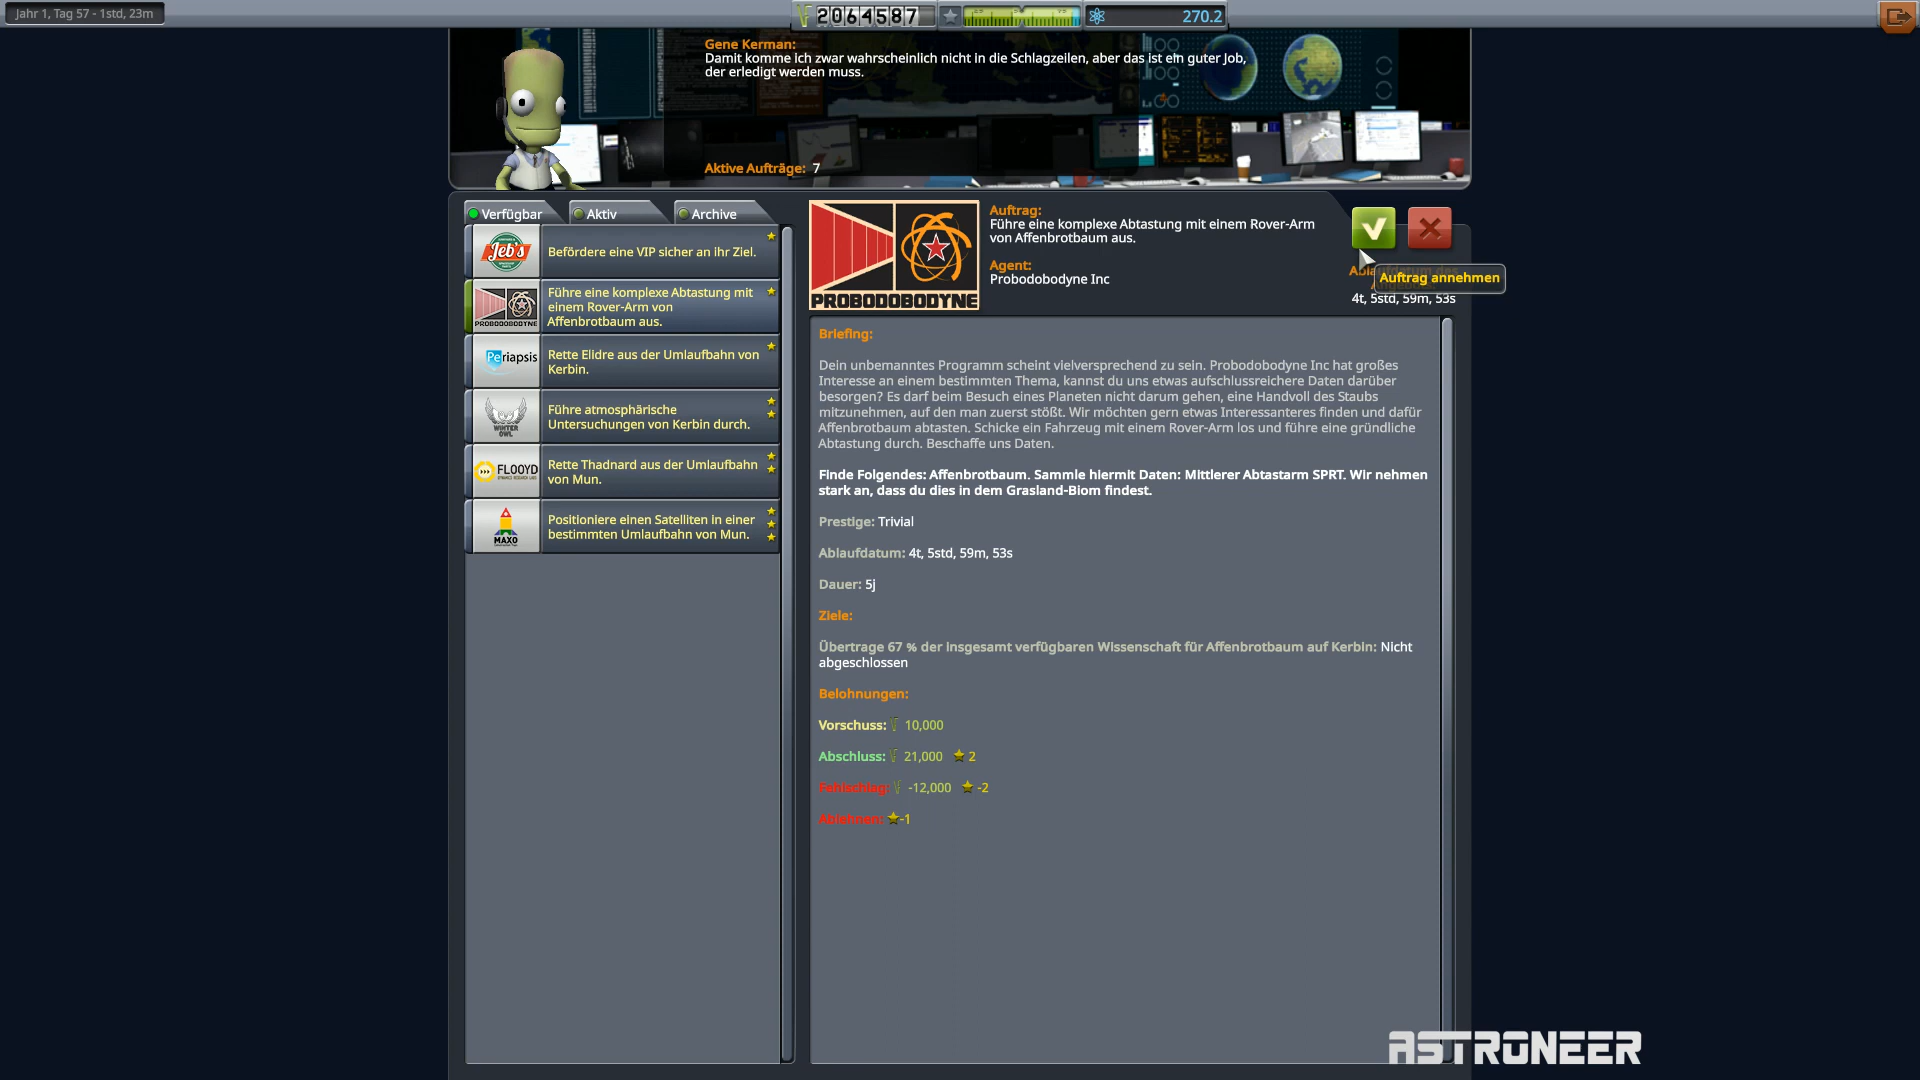 Jahr 1, Tag 57 - 1std, 23m
2064587
270.2
Gene Kerman:
Damit komme ich zwar wahrscheinlich nicht in die Schlagzeilen, aber das ist ein guter Job,
der erledigt werden muss.
Aktive Aufträge: 7
Verfügbar
Aktiv
Archive
Jeb's
Befördere eine VIP sicher an ihr Ziel.
PROBODOBODYNE
Führe eine komplexe Abtastung mit
einem Rover-Arm von
Affenbrotbaum aus.
Periapsis
Rette Elidre aus der Umlaufbahn von
Kerbin.
WINTER
OWL
Führe atmosphärische
Untersuchungen von Kerbin durch.
FLOOYD
Rette Thadnard aus der Umlaufbahn
von Mun.
MAXO
Positioniere einen Satelliten in einer
bestimmten Umlaufbahn von Mun.
PROBODOBODYNE
Auftrag:
Führe eine komplexe Abtastung mit einem Rover-Arm
von Affenbrotbaum aus.
Agent:
Probodobodyne Inc
Auftrag annehmen
4t, 5std, 59m, 53s
Briefing:
Dein unbemanntes Programm scheint vielversprechend zu sein. Probodobodyne Inc hat großes
Interesse an einem bestimmten Thema, kannst du uns etwas aufschlussreichere Daten darüber
besorgen? Es darf beim Besuch eines Planeten nicht darum gehen, eine Handvoll des Staubs
mitzunehmen, auf den man zuerst stößt. Wir möchten gern etwas Interessanteres finden und dafür
Affenbrotbaum abtasten. Schicke ein Fahrzeug mit einem Rover-Arm los und führe eine gründliche
Abtastung durch. Beschaffe uns Daten.
Finde Folgendes: Affenbrotbaum. Sammle hiermit Daten: Mittlerer Abtastarm SPRT. Wir nehmen
stark an, dass du dies in dem Grasland-Biom findest.
Prestige: Trivial
Ablaufdatum: 4t, 5std, 59m, 53s
Dauer: 5j
Ziele:
Übertrage 67 % der insgesamt verfügbaren Wissenschaft für Affenbrotbaum auf Kerbin: Nicht
abgeschlossen
Belohnungen:
Vorschuss: 10,000
Abschluss: 21,000 2
Fehlschlag: -12,000 -2
Ablehnen: -1
ASTRONEER